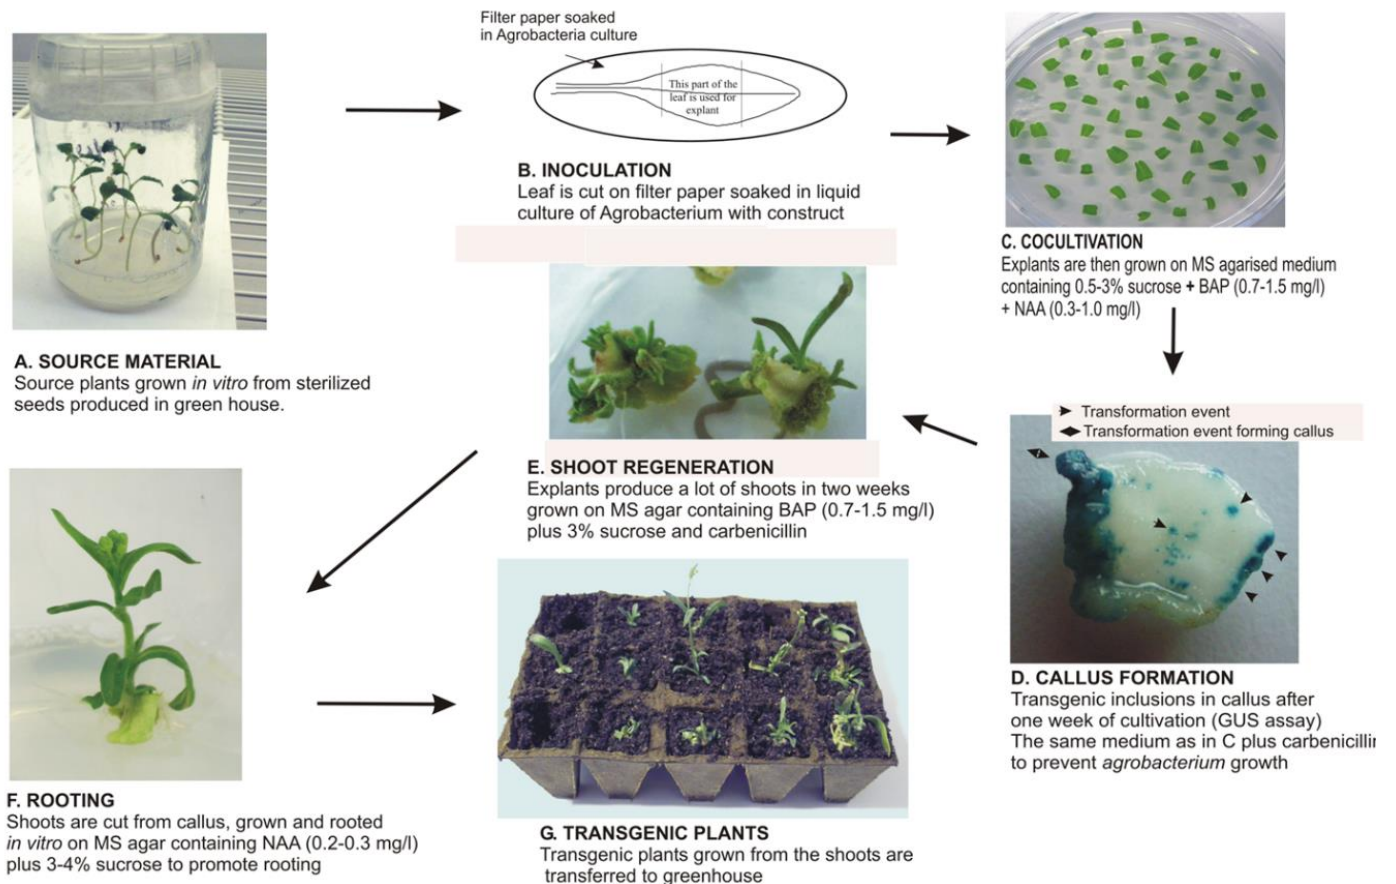 Filter paper soaked
in Agrobacteria culture
This part of the
leaf is used for
explant
B. INOCULATION
Leaf is cut on filter paper soaked in liquid
culture of Agrobacterium with construct
C. COCULTIVATION
Explants are then grown on MS agarised medium
containing 0.5-3% sucrose + BAP (0.7-1.5 mg/l)
+ NAA (0.3-1.0 mg/l)
A. SOURCE MATERIAL
Source plants grown in vitro from sterilized
seeds produced in green house.
Transformation event
Transformation event forming callus
D. CALLUS FORMATION
Transgenic inclusions in callus after
one week of cultivation (GUS assay)
The same medium as in C plus carbenicillin
to prevent agrobacterium growth
E. SHOOT REGENERATION
Explants produce a lot of shoots in two weeks
grown on MS agar containing BAP (0.7-1.5 mg/l)
plus 3% sucrose and carbenicillin
F. ROOTING
Shoots are cut from callus, grown and rooted
in vitro on MS agar containing NAA (0.2-0.3 mg/l)
plus 3-4% sucrose to promote rooting
G. TRANSGENIC PLANTS
Transgenic plants grown from the shoots are
transferred to greenhouse